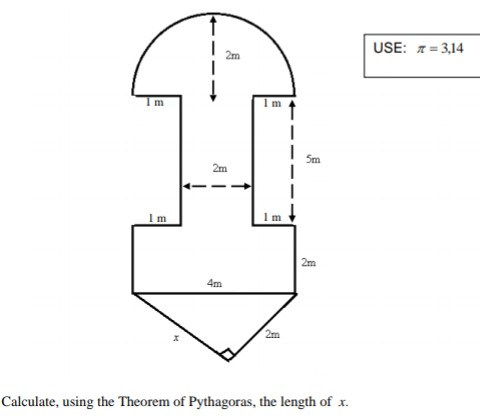 2m
USE: π = 3,14
1 m
1 m
5m
2m
1 m
1 m
2m
4m
x
2m
Calculate, using the Theorem of Pythagoras, the length of x.